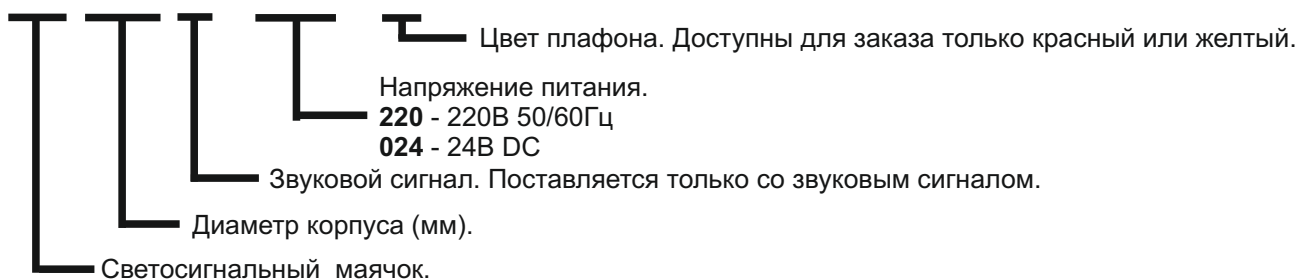 Цвет плафона. Доступны для заказа только красный или желтый.
Напряжение питания.
220 - 220В 50/60Гц
024 - 24В DC
Звуковой сигнал. Поставляется только со звуковым сигналом.
Диаметр корпуса (мм).
Светосигнальный маячок.